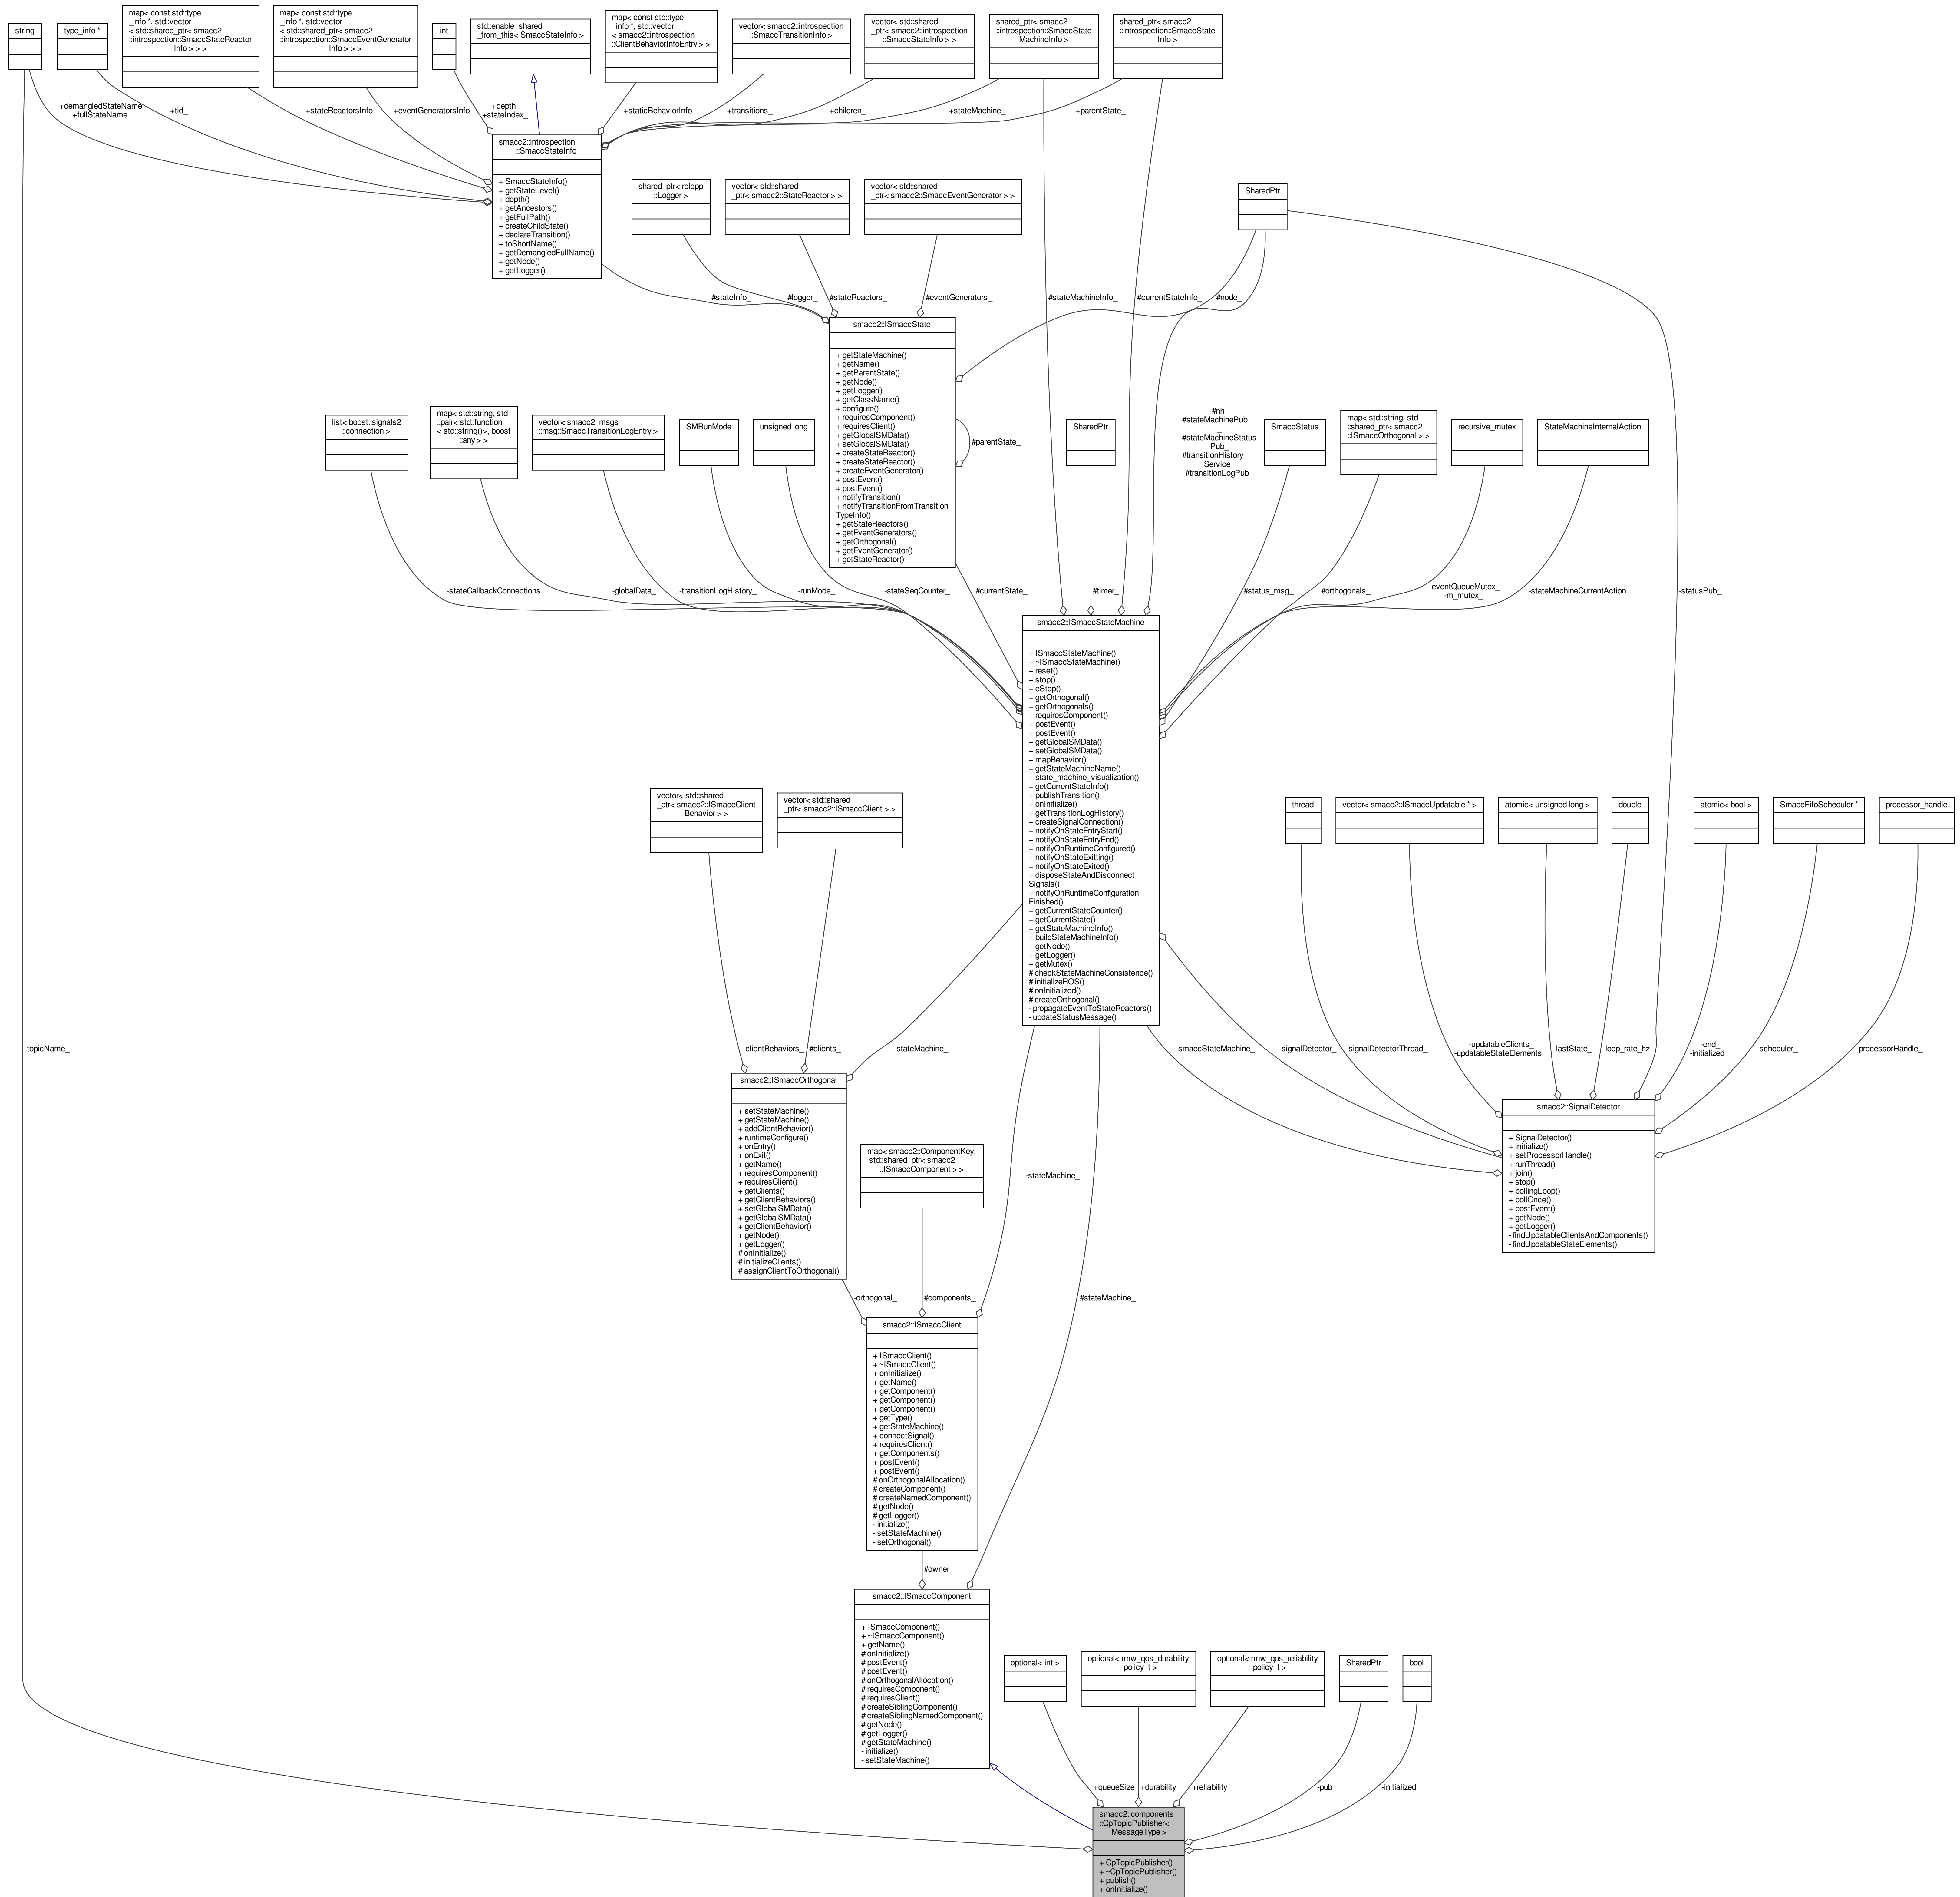 string
type_info *
map< const std::type
_info *, std::vector
< std::shared_ptr< smacc2
::introspection::SmaccStateReactor
Info > > >
map< const std::type
_info *, std::vector
< std::shared_ptr< smacc2
::introspection::SmaccEventGenerator
Info > > >
int
std::enable_shared
_from_this< SmaccStateInfo >
map< const std::type
_info *, std::vector
< smacc2::introspection
::ClientBehaviorInfoEntry > >
vector< smacc2::introspection
::SmaccTransitionInfo >
vector< std::shared
_ptr< smacc2::introspection
::SmaccStateInfo > >
shared_ptr< smacc2
::introspection::SmaccState
MachineInfo >
shared_ptr< smacc2
::introspection::SmaccState
Info >
+demangledStateName
+fullStateName
+tid_
+stateReactorsInfo
+eventGeneratorsInfo
+depth_
+stateIndex_
+staticBehaviorInfo
+transitions_
+children_
+stateMachine_
+parentState_
smacc2::introspection
::SmaccStateInfo
+ SmaccStateInfo()
+ getStateLevel()
+ depth()
+ getAncestors()
+ getFullPath()
+ createChildState()
+ declareTransition()
+ toShortName()
+ getDemangledFullName()
+ getNode()
+ getLogger()
shared_ptr< rclcpp
::Logger >
vector< std::shared
_ptr< smacc2::StateReactor > >
vector< std::shared
_ptr< smacc2::SmaccEventGenerator > >
SharedPtr
#stateInfo_
#logger_
#stateReactors_
#eventGenerators_
#stateMachineInfo_
#currentStateInfo_
#node_
smacc2::ISmaccState
+ getStateMachine()
+ getName()
+ getParentState()
+ getNode()
+ getLogger()
+ getClassName()
+ configure()
+ requiresComponent()
+ requiresClient()
+ getGlobalSMData()
+ setGlobalSMData()
+ createStateReactor()
+ createStateReactor()
+ createEventGenerator()
+ postEvent()
+ postEvent()
+ notifyTransition()
+ notifyTransitionFromTransition
TypeInfo()
+ getStateReactors()
+ getEventGenerators()
+ getOrthogonal()
+ getEventGenerator()
+ getStateReactor()
#parentState_
list< boost::signals2
::connection >
map< std::string, std
::pair< std::function
< std::string()>, boost
::any > >
vector< smacc2_msgs
::msg::SmaccTransitionLogEntry >
SMRunMode
unsigned long
SharedPtr
#nh_
#stateMachinePub
_
#stateMachineStatus
Pub_
#transitionHistory
Service_
#transitionLogPub_
SmaccStatus
map< std::string, std
::shared_ptr< smacc2
::ISmaccOrthogonal > >
recursive_mutex
StateMachineInternalAction
-stateCallbackConnections
-globalData_
-transitionLogHistory_
-runMode_
-stateSeqCounter_
#currentState_
#timer_
#status_msg_
#orthogonals_
-eventQueueMutex_
-m_mutex_
-stateMachineCurrentAction
-statusPub_
smacc2::ISmaccStateMachine
+ ISmaccStateMachine()
+ ~ISmaccStateMachine()
+ reset()
+ stop()
+ eStop()
+ getOrthogonal()
+ getOrthogonals()
+ requiresComponent()
+ postEvent()
+ postEvent()
+ getGlobalSMData()
+ setGlobalSMData()
+ mapBehavior()
+ getStateMachineName()
+ state_machine_visualization()
+ getCurrentStateInfo()
+ publishTransition()
+ onInitialize()
+ getTransitionLogHistory()
+ createSignalConnection()
+ notifyOnStateEntryStart()
+ notifyOnStateEntryEnd()
+ notifyOnRuntimeConfigured()
+ notifyOnStateExitting()
+ notifyOnStateExited()
+ disposeStateAndDisconnect
Signals()
+ notifyOnRuntimeConfiguration
Finished()
+ getCurrentStateCounter()
+ getCurrentState()
+ getStateMachineInfo()
+ buildStateMachineInfo()
+ getNode()
+ getLogger()
+ getMutex()
# checkStateMachineConsistence()
# initializeROS()
# onInitialized()
# createOrthogonal()
- propagateEventToStateReactors()
- updateStatusMessage()
vector< std::shared
_ptr< smacc2::ISmaccClient
Behavior > >
vector< std::shared
_ptr< smacc2::ISmaccClient > >
thread
vector< smacc2::ISmaccUpdatable * >
atomic< unsigned long >
double
atomic< bool >
SmaccFifoScheduler *
processor_handle
-topicName_
-clientBehaviors_
#clients_
-stateMachine_
-smaccStateMachine_
-signalDetector_
-signalDetectorThread_
-updatableClients_
-updatableStateElements_
-lastState_
-loop_rate_hz
-end_
-initialized_
-scheduler_
-processorHandle_
smacc2::ISmaccOrthogonal
+ setStateMachine()
+ getStateMachine()
+ addClientBehavior()
+ runtimeConfigure()
+ onEntry()
+ onExit()
+ getName()
+ requiresComponent()
+ requiresClient()
+ getClients()
+ getClientBehaviors()
+ setGlobalSMData()
+ getGlobalSMData()
+ getClientBehavior()
+ getNode()
+ getLogger()
# onInitialize()
# initializeClients()
# assignClientToOrthogonal()
smacc2::SignalDetector
+ SignalDetector()
+ initialize()
+ setProcessorHandle()
+ runThread()
+ join()
+ stop()
+ pollingLoop()
+ pollOnce()
+ postEvent()
+ getNode()
+ getLogger()
- findUpdatableClientsAndComponents()
- findUpdatableStateElements()
map< smacc2::ComponentKey,
std::shared_ptr< smacc2
::ISmaccComponent > >
-stateMachine_
-orthogonal_
#components_
#stateMachine_
smacc2::ISmaccClient
+ ISmaccClient()
+ ~ISmaccClient()
+ onInitialize()
+ getName()
+ getComponent()
+ getComponent()
+ getComponent()
+ getType()
+ getStateMachine()
+ connectSignal()
+ requiresClient()
+ getComponents()
+ postEvent()
+ postEvent()
# onOrthogonalAllocation()
# createComponent()
# createNamedComponent()
# getNode()
# getLogger()
- initialize()
- setStateMachine()
- setOrthogonal()
#owner_
smacc2::ISmaccComponent
+ ISmaccComponent()
+ ~ISmaccComponent()
+ getName()
# onInitialize()
# postEvent()
# postEvent()
# onOrthogonalAllocation()
# requiresComponent()
# requiresClient()
# createSiblingComponent()
# createSiblingNamedComponent()
# getNode()
# getLogger()
# getStateMachine()
- initialize()
- setStateMachine()
optional< int >
optional< rmw_qos_durability
_policy_t >
optional< rmw_qos_reliability
_policy_t >
SharedPtr
bool
+queueSize
+durability
+reliability
-pub_
-initialized_
smacc2::components
::CpTopicPublisher<
MessageType >
+ CpTopicPublisher()
+ ~CpTopicPublisher()
+ publish()
+ onInitialize()